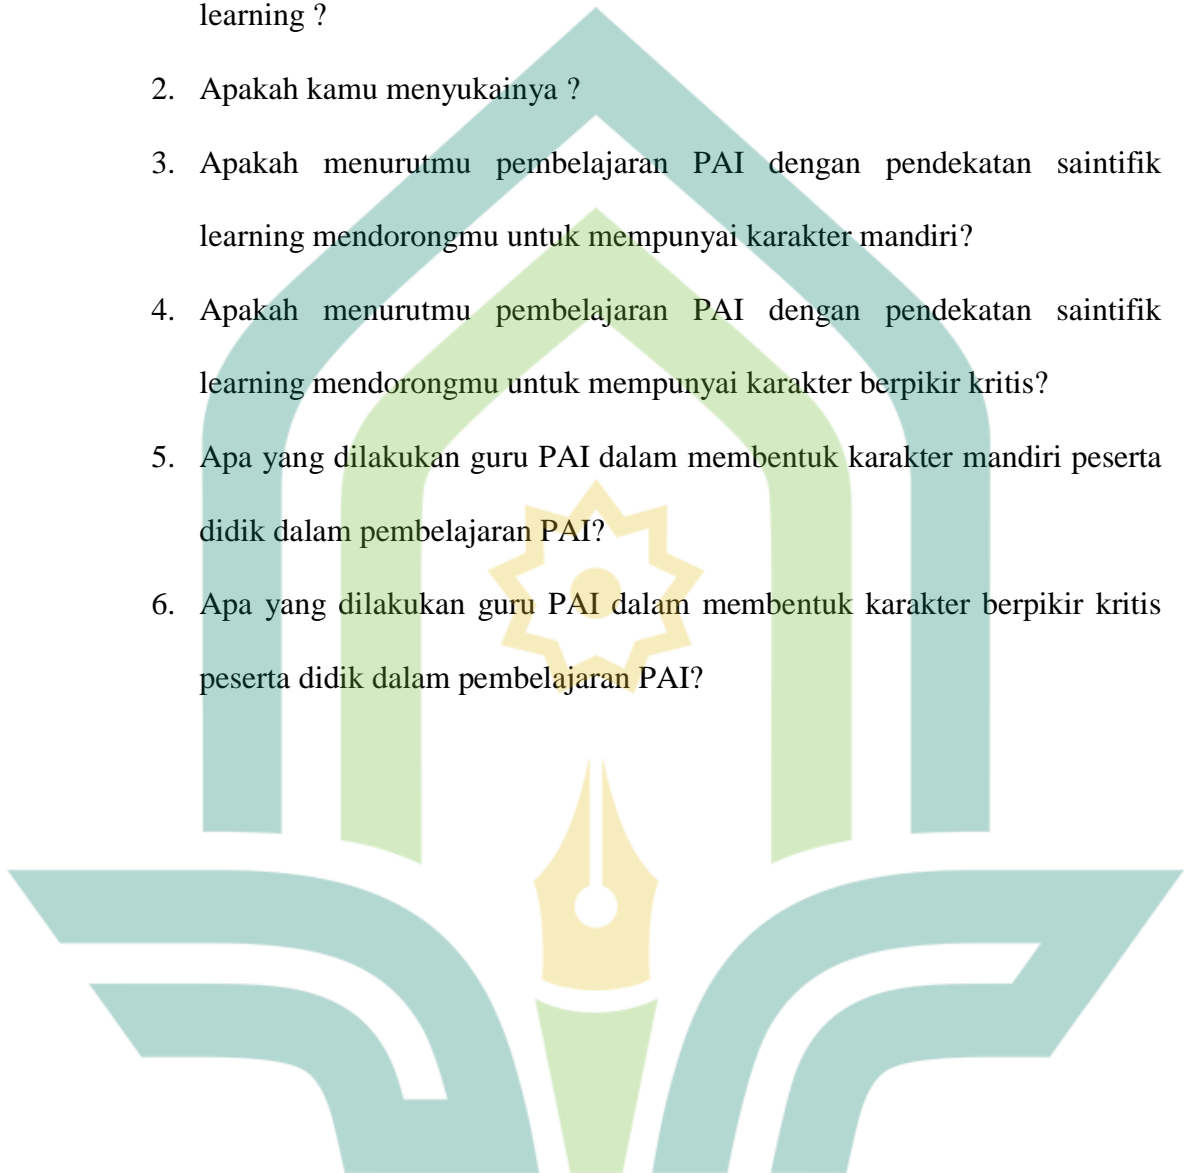 learning ?
2. Apakah kamu menyukainya ?
3. Apakah menurutmu pembelajaran PAI dengan pendekatan saintifik
learning mendorongmu untuk mempunyai karakter mandiri?
4. Apakah menurutmu pembelajaran PAI dengan pendekatan saintifik
learning mendorongmu untuk mempunyai karakter berpikir kritis?
5. Apa yang dilakukan guru PAI dalam membentuk karakter mandiri peserta
didik dalam pembelajaran PAI?
6. Apa yang dilakukan guru PAI dalam membentuk karakter berpikir kritis
peserta didik dalam pembelajaran PAI?